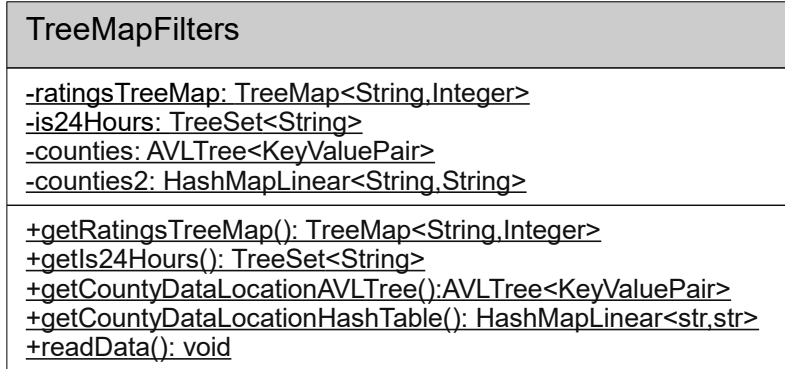 TreeMapFilters
-ratingsTreeMap: TreeMap<String,Integer>
-is24Hours: TreeSet<String>
-counties: AVLTree<KeyValuePair>
-counties2: HashMapLinear<String,String>
+getRatingsTreeMap(): TreeMap<String,Integer>
+getIs24Hours(): TreeSet<String>
+getCountyDataLocationAVLTree():AVLTree<KeyValuePair>
+getCountyDataLocationHashTable(): HashMapLinear<str,str>
+readData(): void